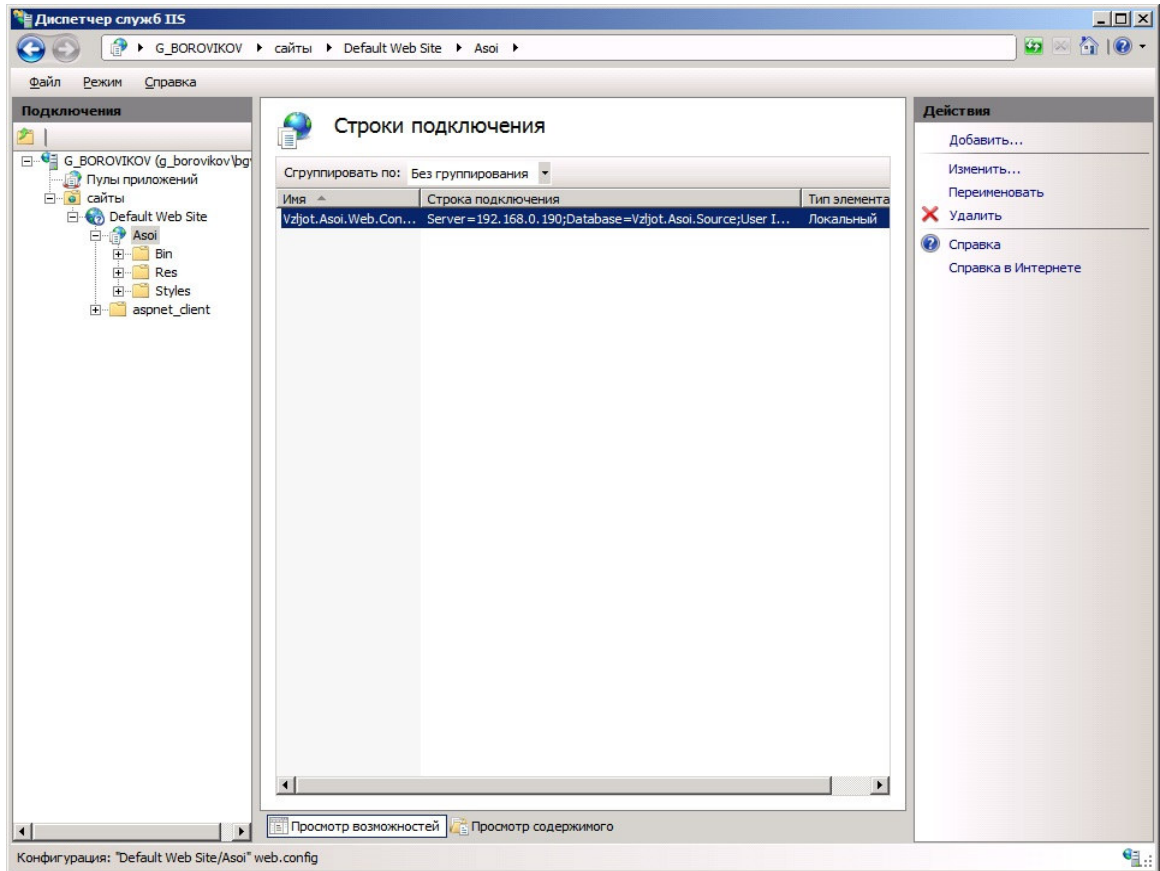 Диспетчер служб IIS
G_BOROVIKOV сайты Default Web Site Asoi
Файл Режим Справка
Подключения
G_BOROVIKOV (g_borovikov\bg
Пулы приложений
сайты
Default Web Site
Asoi
Bin
Res
Styles
aspnet_client
Строки подключения
Сгруппировать по: Без группирования
Имя Строка подключения Тип элемента
Vzljot.Asoi.Web.Con... Server=192.168.0.190;Database=Vzljot.Asoi.Source;User I... Локальный
Просмотр возможностей Просмотр содержимого
Действия
Добавить...
Изменить...
Переименовать
Удалить
Справка
Справка в Интернете
Конфигурация: "Default Web Site/Asoi" web.config